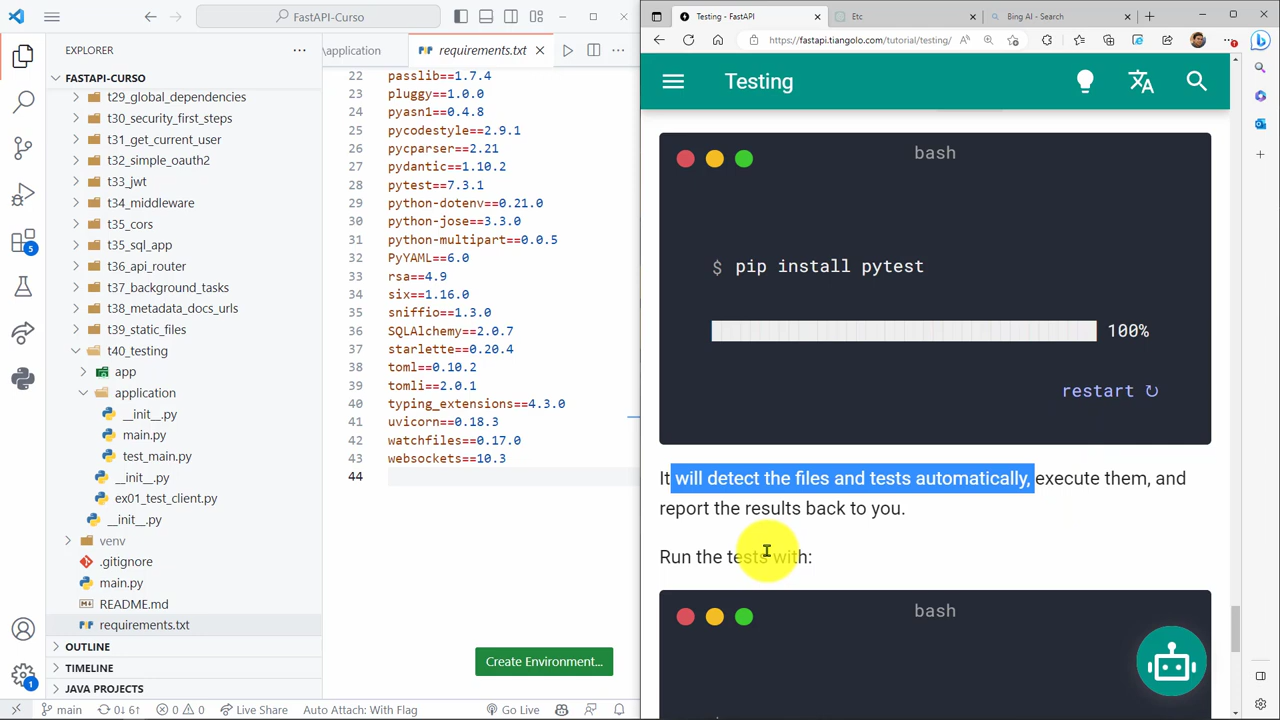 FastAPI-Curso
EXPLORER
FASTAPI-CURSO
t29_global_dependencies
t30_security_first_steps
t31_get_current_user
t32_simple_oauth2
t33_jwt
t34_middleware
t35_cors
t35_sql_app
t35_api_router
t37_background_tasks
t38_metadata_docs_urls
t39_static_files
t40_testing
app
application
__init__.py
main.py
test_main.py
__init__.py
ex01_test_client.py
__init__.py
venv
.gitignore
main.py
README.md
requirements.txt
OUTLINE
TIMELINE
JAVA PROJECTS
5
1
\application
requirements.txt
22 passlib==1.7.4
23 pluggy==1.0.0
24 pyasn1==0.4.8
25 pycodestyle==2.9.1
26 pycparser==2.21
27 pydantic==1.10.2
28 pytest==7.3.1
29 python-dotenv==0.21.0
30 python-jose==3.3.0
31 python-multipart==0.0.5
32 PyYAML==6.0
33 rsa==4.9
34 six==1.16.0
35 sniffio==1.3.0
36 SQLAlchemy==2.0.7
37 starlette==0.20.4
38 toml==0.10.2
39 tomli==2.0.1
40 typing_extensions==4.3.0
41 uvicorn==0.18.3
42 watchfiles==0.17.0
43 websockets==10.3
44
Create Environment...
main 0↓ 6↑ 0 0 Live Share Auto Attach: With Flag Go Live
Testing - FastAPI
Etc
Bing AI - Search
https://fastapi.tiangolo.com/tutorial/testing/
Testing
bash
$ pip install pytest
100%
restart ↻
It will detect the files and tests automatically, execute them, and
report the results back to you.
Run the tests with:
bash